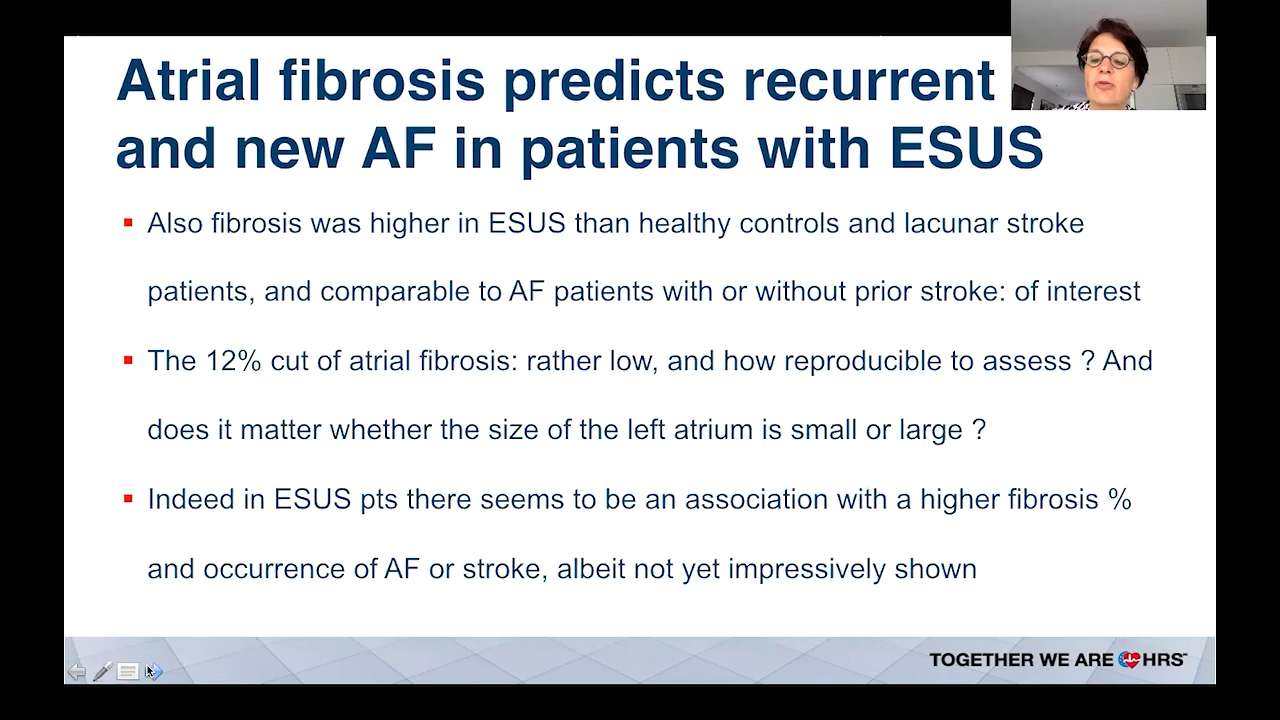 Atrial fibrosis predicts recurrent
and new AF in patients with ESUS
Also fibrosis was higher in ESUS than healthy controls and lacunar stroke
patients, and comparable to AF patients with or without prior stroke: of interest
The 12% cut of atrial fibrosis: rather low, and how reproducible to assess ? And
does it matter whether the size of the left atrium is small or large ?
Indeed in ESUS pts there seems to be an association with a higher fibrosis %
and occurrence of AF or stroke, albeit not yet impressively shown
TOGETHER WE ARE HRS